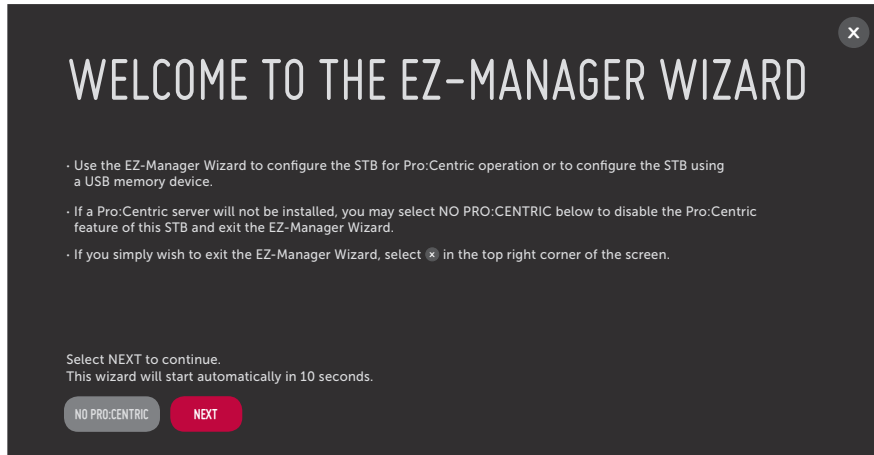 X
WELCOME TO THE EZ-MANAGER WIZARD
· Use the EZ-Manager Wizard to configure the STB for Pro:Centric operation or to configure the STB using
a USB memory device.
· If a Pro:Centric server will not be installed, you may select NO PRO:CENTRIC below to disable the Pro:Centric
feature of this STB and exit the EZ-Manager Wizard.
· If you simply wish to exit the EZ-Manager Wizard, select x in the top right corner of the screen.
Select NEXT to continue.
This wizard will start automatically in 10 seconds.
NO PRO:CENTRIC NEXT